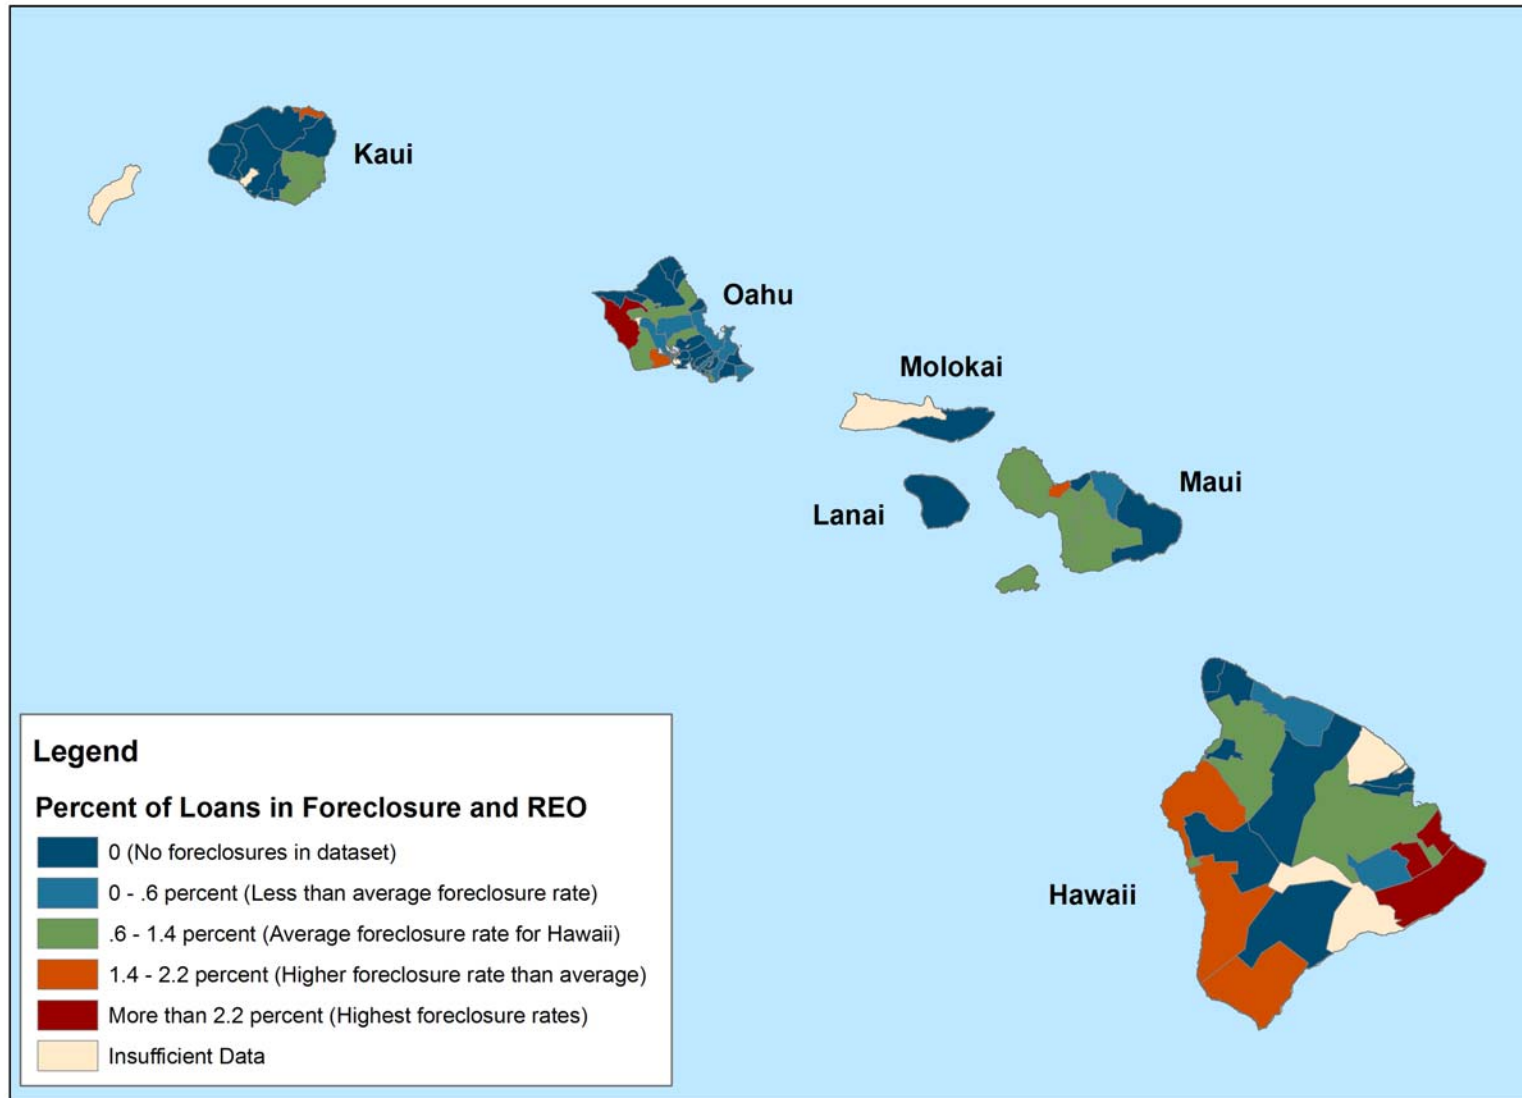 Kaui
Oahu
Molokai
Maui
Lanai
Hawaii
Legend
Percent of Loans in Foreclosure and REO
0 (No foreclosures in dataset)
0 - .6 percent (Less than average foreclosure rate)
.6 - 1.4 percent (Average foreclosure rate for Hawaii)
1.4 - 2.2 percent (Higher foreclosure rate than average)
More than 2.2 percent (Highest foreclosure rates)
Insufficient Data